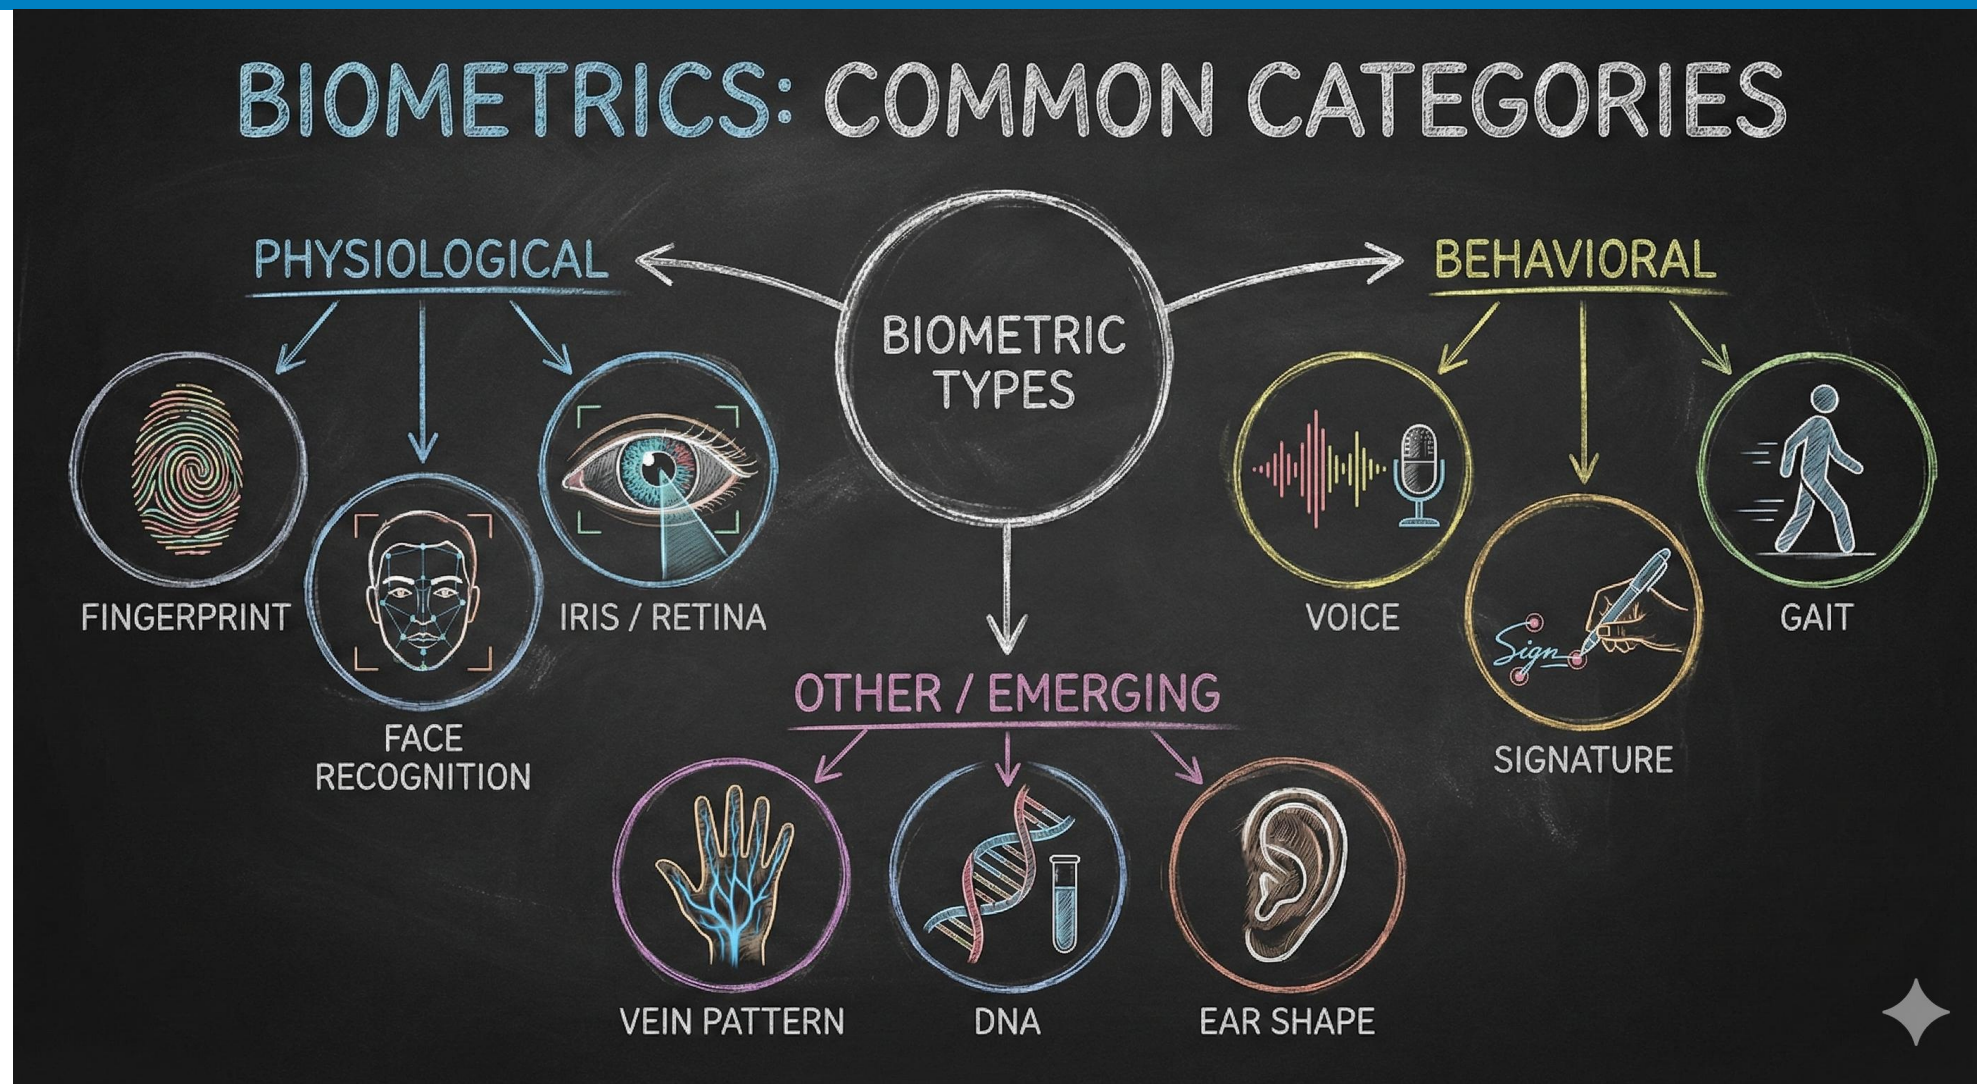 BIOMETRICS: COMMON CATEGORIES
PHYSIOLOGICAL
FINGERPRINT
FACE
RECOGNITION
IRIS / RETINA
BIOMETRIC
TYPES
BEHAVIORAL
VOICE
Sign
SIGNATURE
GAIT
OTHER / EMERGING
VEIN PATTERN
DNA
EAR SHAPE